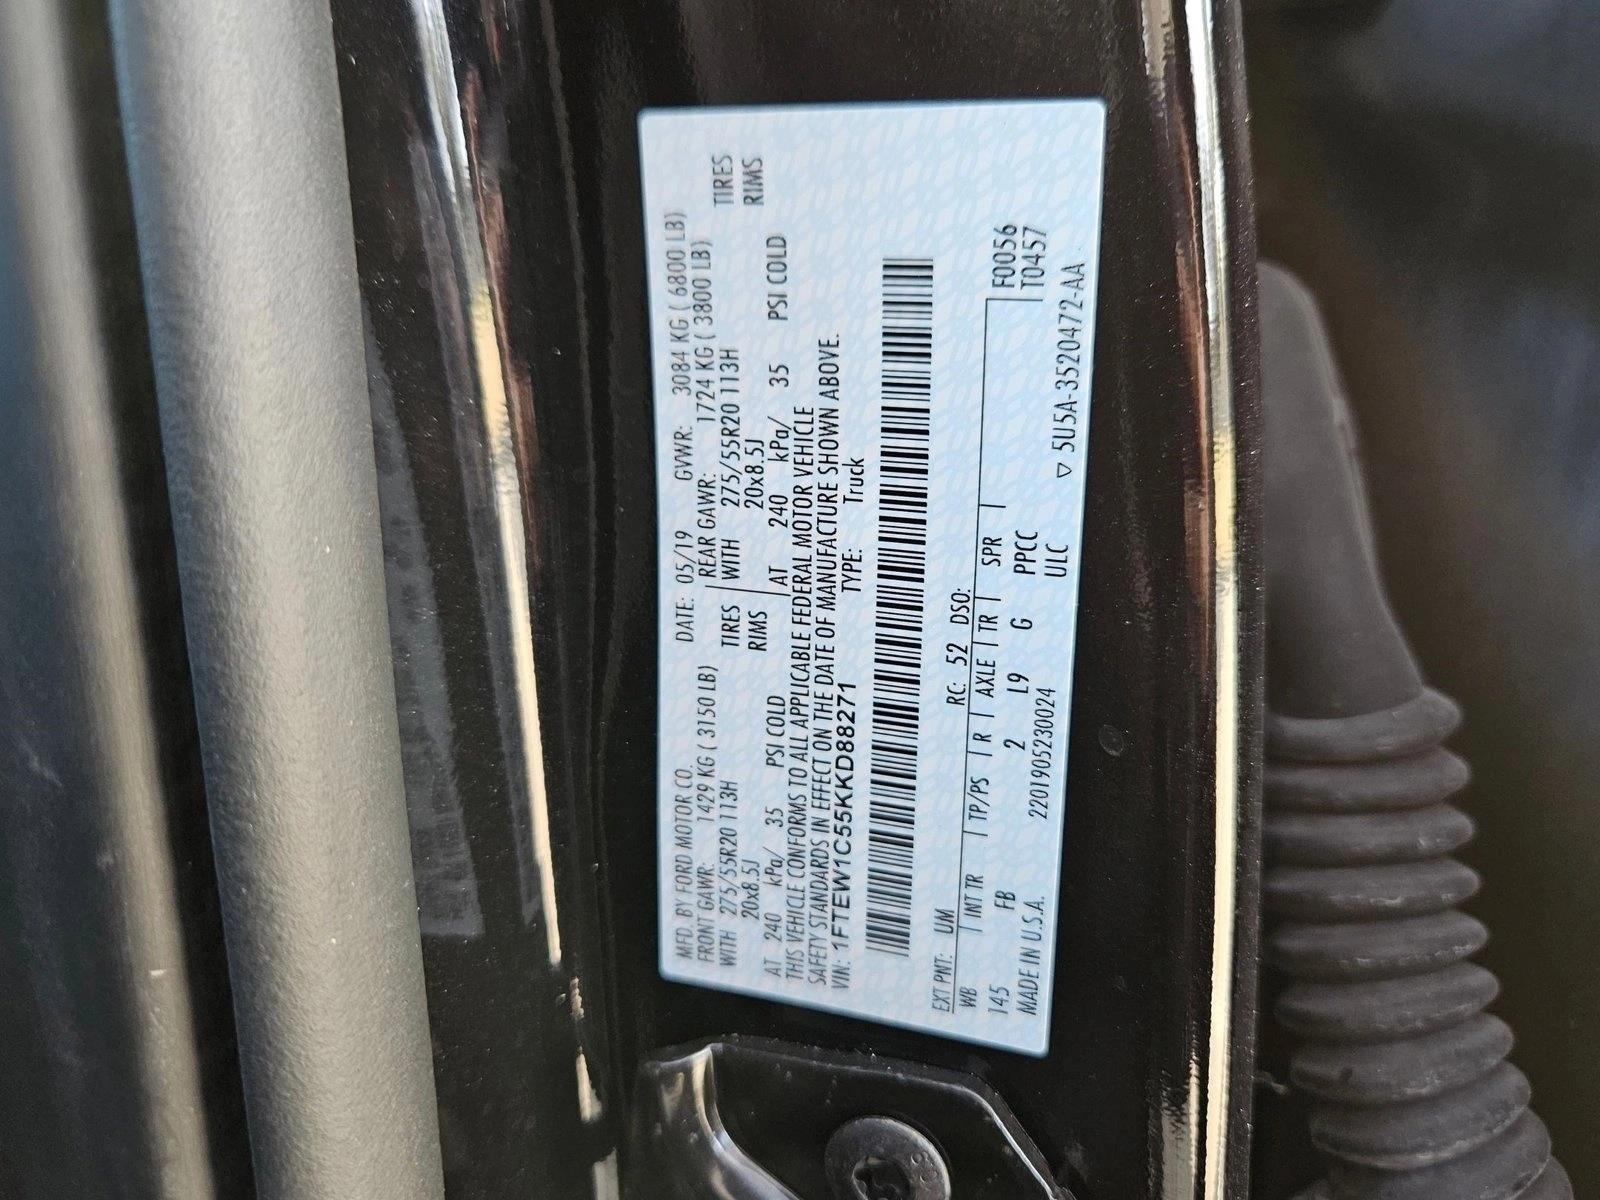 MFD. BY FORD MOTOR CO. DATE: 05/19 GVWR: 3084 KG ( 6800 LB)
FRONT GAWR: 1429 KG ( 3150 LB) REAR GAWR: 1724 KG ( 3800 LB)
WITH 275/55R20 113H TIRES WITH 275/55R20 113H TIRES
20x8.5J RIMS 20x8.5J RIMS
AT 240 kPa/ 35 PSI COLD AT 240 kPa/ 35 PSI COLD
THIS VEHICLE CONFORMS TO ALL APPLICABLE FEDERAL MOTOR VEHICLE
SAFETY STANDARDS IN EFFECT ON THE DATE OF MANUFACTURE SHOWN ABOVE.
VIN: 1FTEW1C55KKD88271 TYPE: Truck
EXT PNT: UM RC: 52 DSO:
WB INT TR TP/PS R AXLE TR SPR F0056
145 FB 2 L9 G PPCC T0457
MADE IN U.S.A. 2201905230024 ULC
▽ 5U5A-3520472-AA